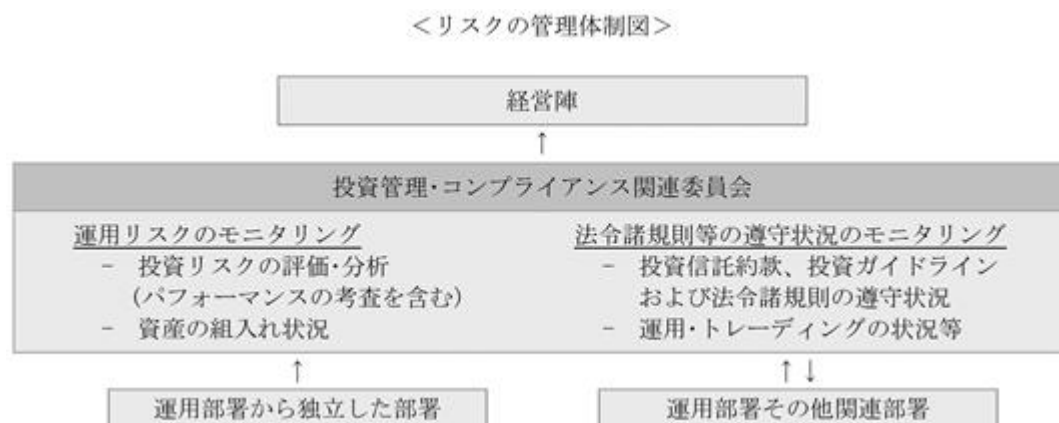 ＜リスクの管理体制図＞
経営陣
↑
投資管理･コンプライアンス関連委員会
運用リスクのモニタリング
－ 投資リスクの評価･分析
(パフォーマンスの考査を含む)
－ 資産の組入れ状況
法令諸規則等の遵守状況のモニタリング
－ 投資信託約款、投資ガイドライン
および法令諸規則の遵守状況
－ 運用･トレーディングの状況等
↑
↑↓
運用部署から独立した部署
運用部署その他関連部署